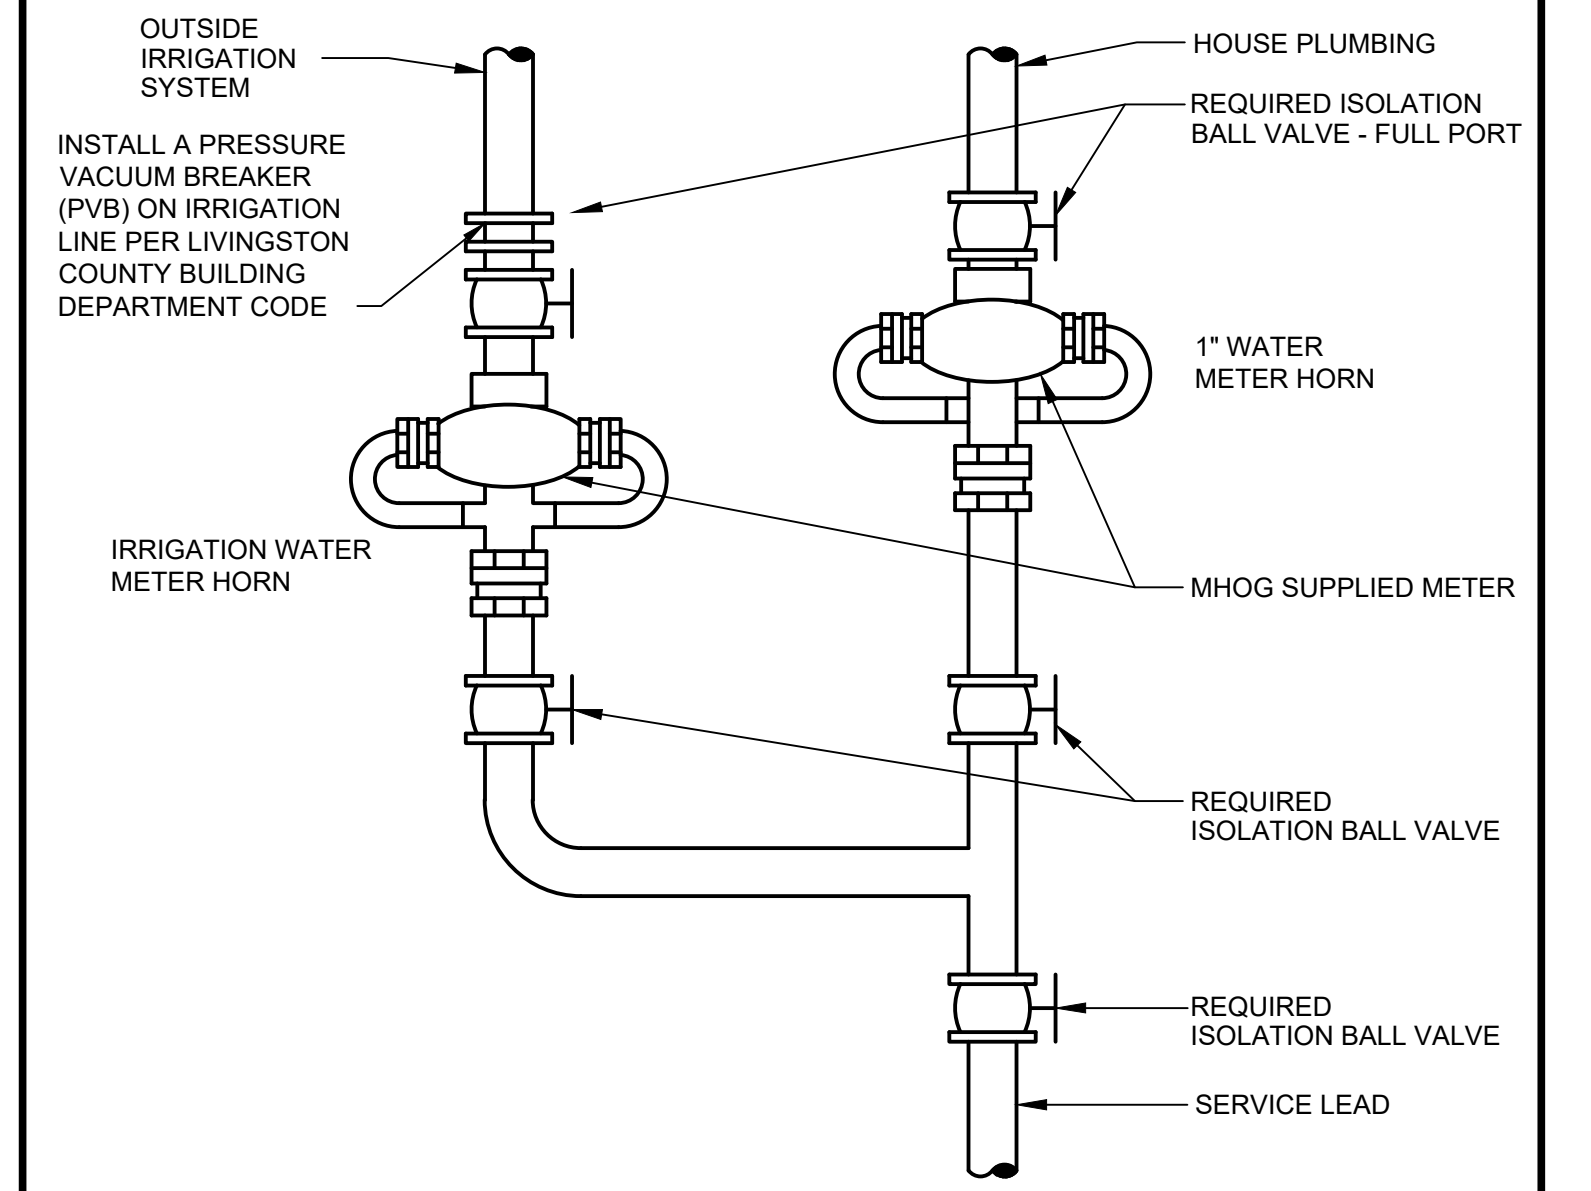 OUTSIDE
IRRIGATION
SYSTEM
HOUSE PLUMBING
REQUIRED ISOLATION
BALL VALVE - FULL PORT
INSTALL A PRESSURE
VACUUM BREAKER
(PVB) ON IRRIGATION
LINE PER LIVINGSTON
COUNTY BUILDING
DEPARTMENT CODE
1" WATER
METER HORN
IRRIGATION WATER
METER HORN
MHOG SUPPLIED METER
REQUIRED
ISOLATION BALL VALVE
REQUIRED
ISOLATION BALL VALVE
SERVICE LEAD